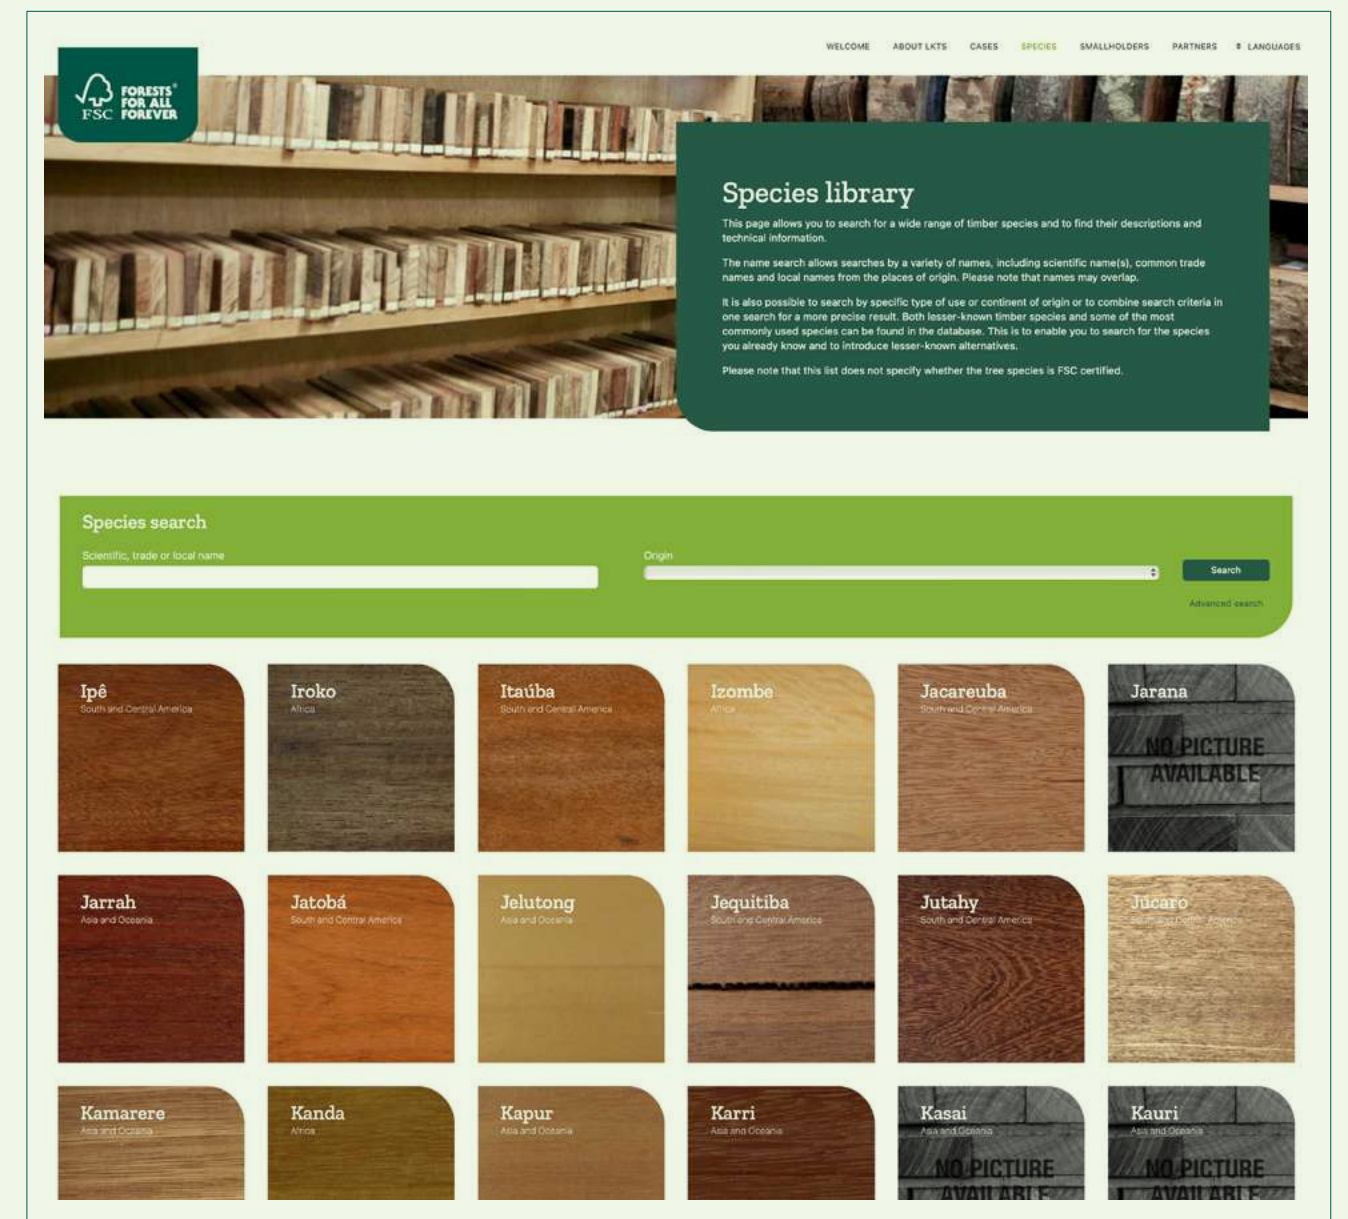 WELCOME ABOUT LKTS CASES SPECIES SMALLHOLDERS PARTNERS LANGUAGES
FSC
FORESTS®
FOR ALL
FOREVER
Species library
This page allows you to search for a wide range of timber species and to find their descriptions and
technical information.
The name search allows searches by a variety of names, including scientific name(s), common trade
names and local names from the places of origin. Please note that names may overlap.
It is also possible to search by specific type of use or continent of origin or to combine search criteria in
one search for a more precise result. Both lesser-known timber species and some of the most
commonly used species can be found in the database. This is to enable you to search for the species
you already know and to introduce lesser-known alternatives.
Please note that this list does not specify whether the tree species is FSC certified.
Species search
Scientific, trade or local name
Origin
Search
Advanced search
Ipê
South and Central America
Iroko
Africa
Itaúba
South and Central America
Izombe
Africa
Jacareuba
South and Central America
Jarana
NO PICTURE
AVAILABLE
Jarrah
Asia and Oceania
Jatobá
South and Central America
Jelutong
Asia and Oceania
Jequitiba
South and Central America
Jutahy
South and Central America
Júcaro
South and Central America
Kamarere
Asia and Oceania
Kanda
Africa
Kapur
Asia and Oceania
Karri
Asia and Oceania
Kasai
Asia and Oceania
NO PICTURE
AVAILABLE
Kauri
Asia and Oceania
NO PICTURE
AVAILABLE